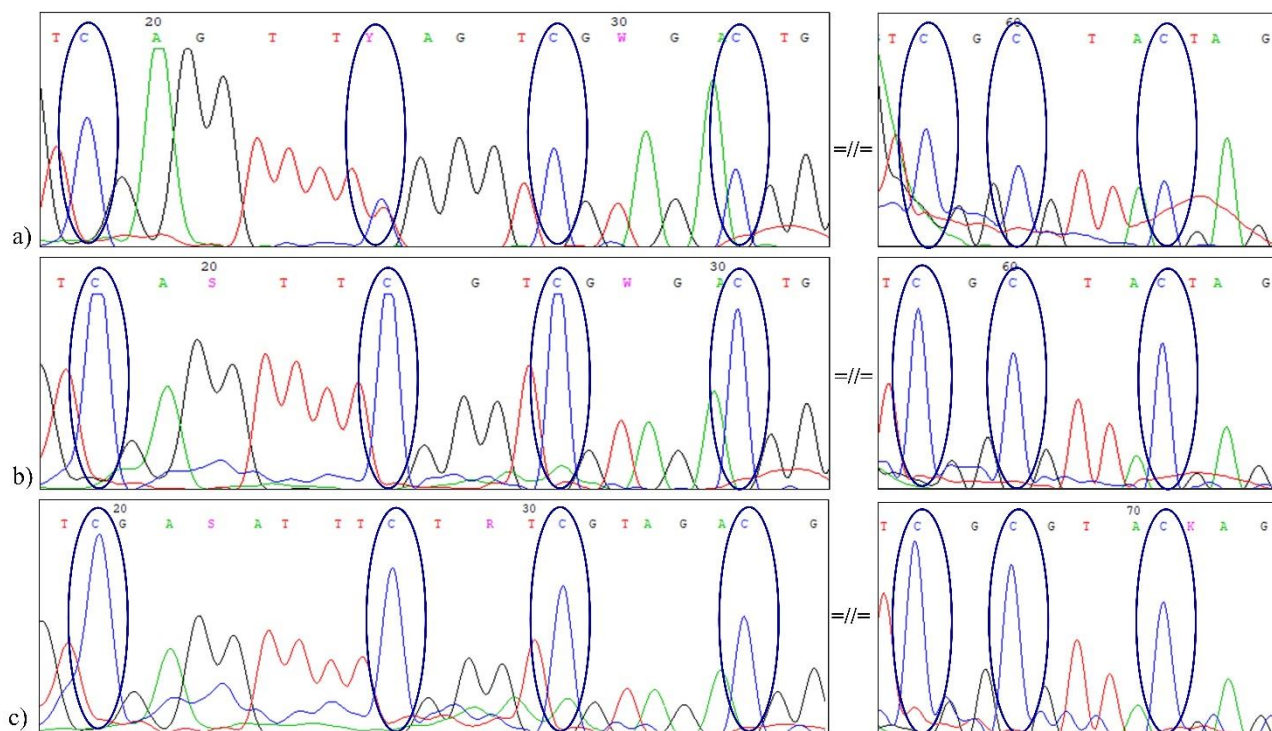 20 30 60
T C A G T T Y A G T C G W G A C T G T C G C T A C T A G
a) =//=
20 30 60
T C A S T T C G T C G W G A C T G T C G C T A C T A G
b) =//=
20 30 70
T C G A S A T T T C T R T C G T A G A C G T C G C G T A C K A G
c) =//=